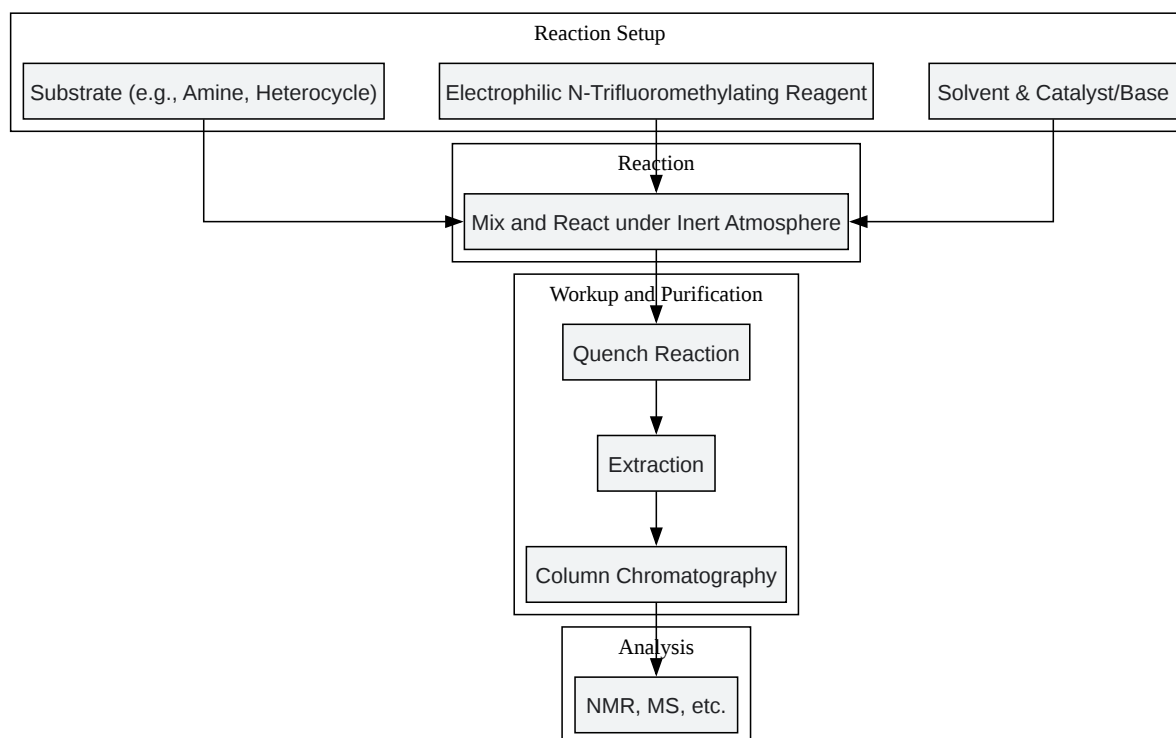 Reaction Setup
Substrate (e.g., Amine, Heterocycle)
Electrophilic N-Trifluoromethylating Reagent
Solvent & Catalyst/Base
Reaction
Mix and React under Inert Atmosphere
Workup and Purification
Quench Reaction
Extraction
Column Chromatography
Analysis
NMR, MS, etc.